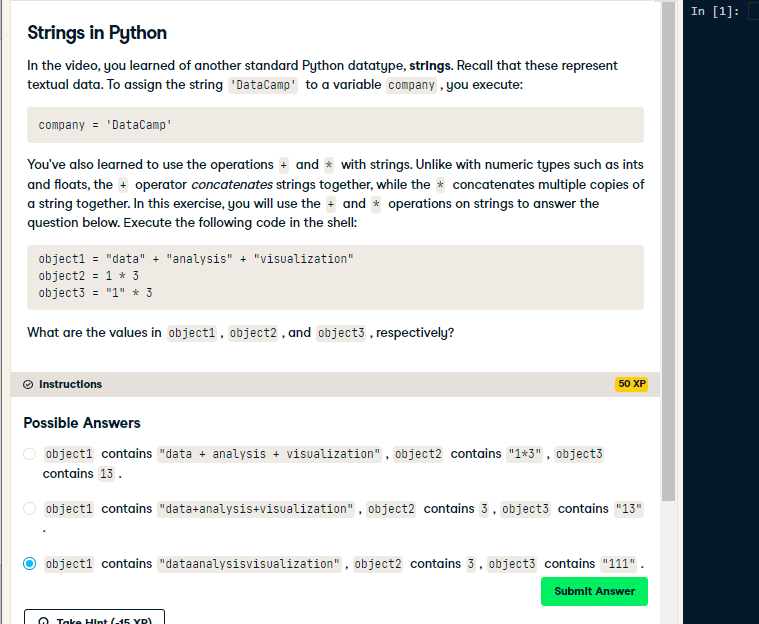 Strings in Python
In [1]:
In the video, you learned of another standard Python datatype, strings. Recall that these represent
textual data. To assign the string 'DataCamp' to a variable company , you execute:
company = 'DataCamp'
You've also learned to use the operations + and * with strings. Unlike with numeric types such as ints
and floats, the + operator concatenates strings together, while the * concatenates multiple copies of
a string together. In this exercise, you will use the + and * operations on strings to answer the
question below. Execute the following code in the shell:
object1 = "data" + "analysis" + "visualization"
object2 = 1 * 3
object3 = "1" * 3
What are the values in object1 , object2 , and object3 , respectively?
Instructions
50 XP
Possible Answers
object1 contains "data + analysis + visualization" , object2 contains "1*3" , object3
contains 13 .
object1 contains "data+analysis+visualization" , object2 contains 3 , object3 contains "13"
.
object1 contains "dataanalysisvisualization" , object2 contains 3 , object3 contains "111" .
Submit Answer
Take Hint (-15 XP)